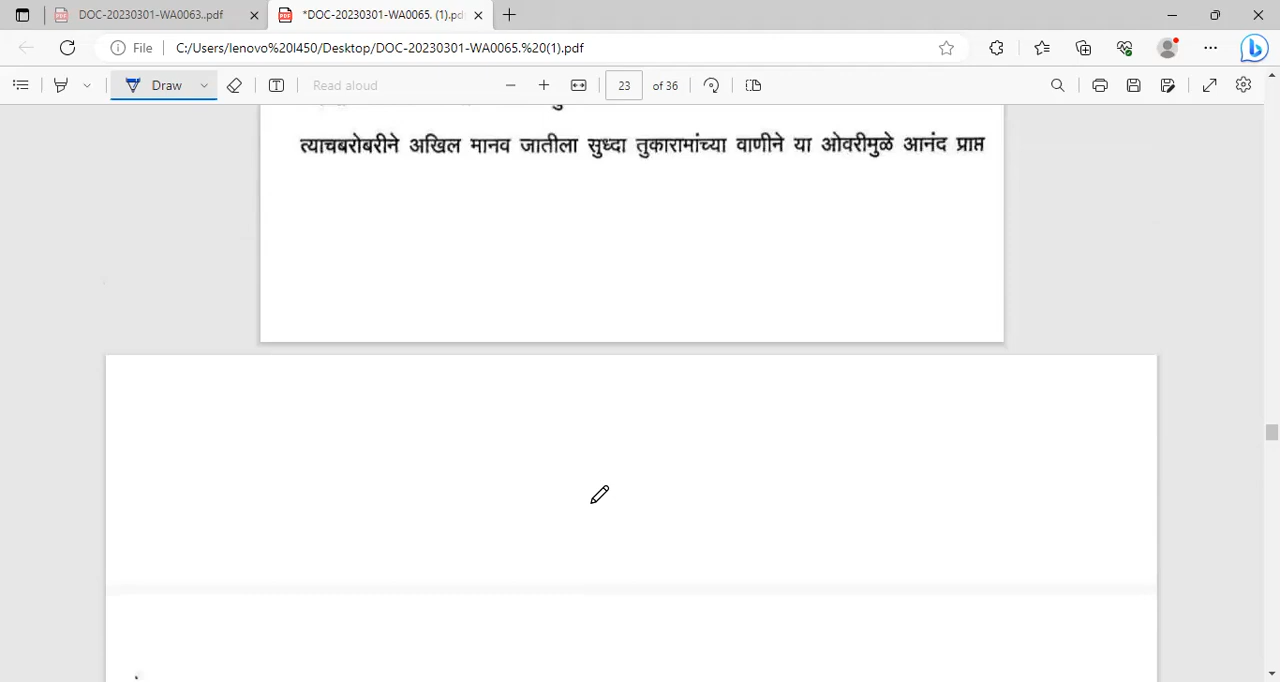 DOC-20230301-WA0063..pdf
*DOC-20230301-WA0065. (1).pd
File
C:/Users/lenovo%20l450/Desktop/DOC-20230301-WA0065.%20(1).pdf
Draw
Read aloud
23
of 36
त्याचबरोबरीने अखिल मानव जातीला सुध्दा तुकारामांच्या वाणीने या ओवरीमुळे आनंद प्राप्त